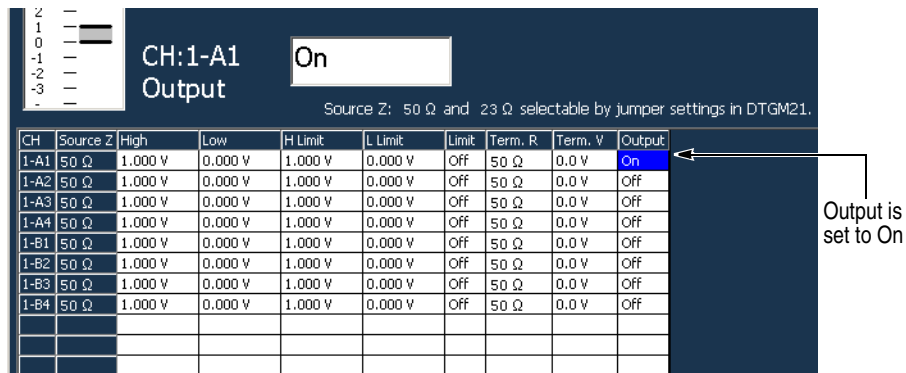 2
1
0
-1
-2
-3
-
CH:1-A1
Output
On
Source Z: 50 Ω and 23 Ω selectable by jumper settings in DTGM21.
CH Source Z High Low H Limit L Limit Limit Term. R Term. V Output
1-A1 50 Ω 1.000 V 0.000 V 1.000 V 0.000 V Off 50 Ω 0.0 V On
1-A2 50 Ω 1.000 V 0.000 V 1.000 V 0.000 V Off 50 Ω 0.0 V Off
1-A3 50 Ω 1.000 V 0.000 V 1.000 V 0.000 V Off 50 Ω 0.0 V Off
1-A4 50 Ω 1.000 V 0.000 V 1.000 V 0.000 V Off 50 Ω 0.0 V Off
1-B1 50 Ω 1.000 V 0.000 V 1.000 V 0.000 V Off 50 Ω 0.0 V Off
1-B2 50 Ω 1.000 V 0.000 V 1.000 V 0.000 V Off 50 Ω 0.0 V Off
1-B3 50 Ω 1.000 V 0.000 V 1.000 V 0.000 V Off 50 Ω 0.0 V Off
1-B4 50 Ω 1.000 V 0.000 V 1.000 V 0.000 V Off 50 Ω 0.0 V Off
Output is
set to On